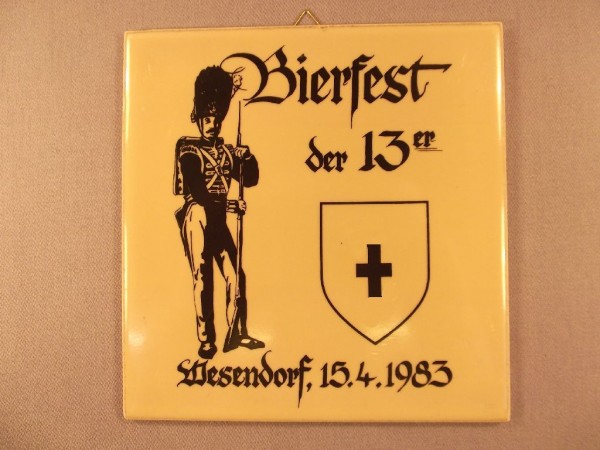 Bierfest
der 13er
Wesendorf, 15.4.1983